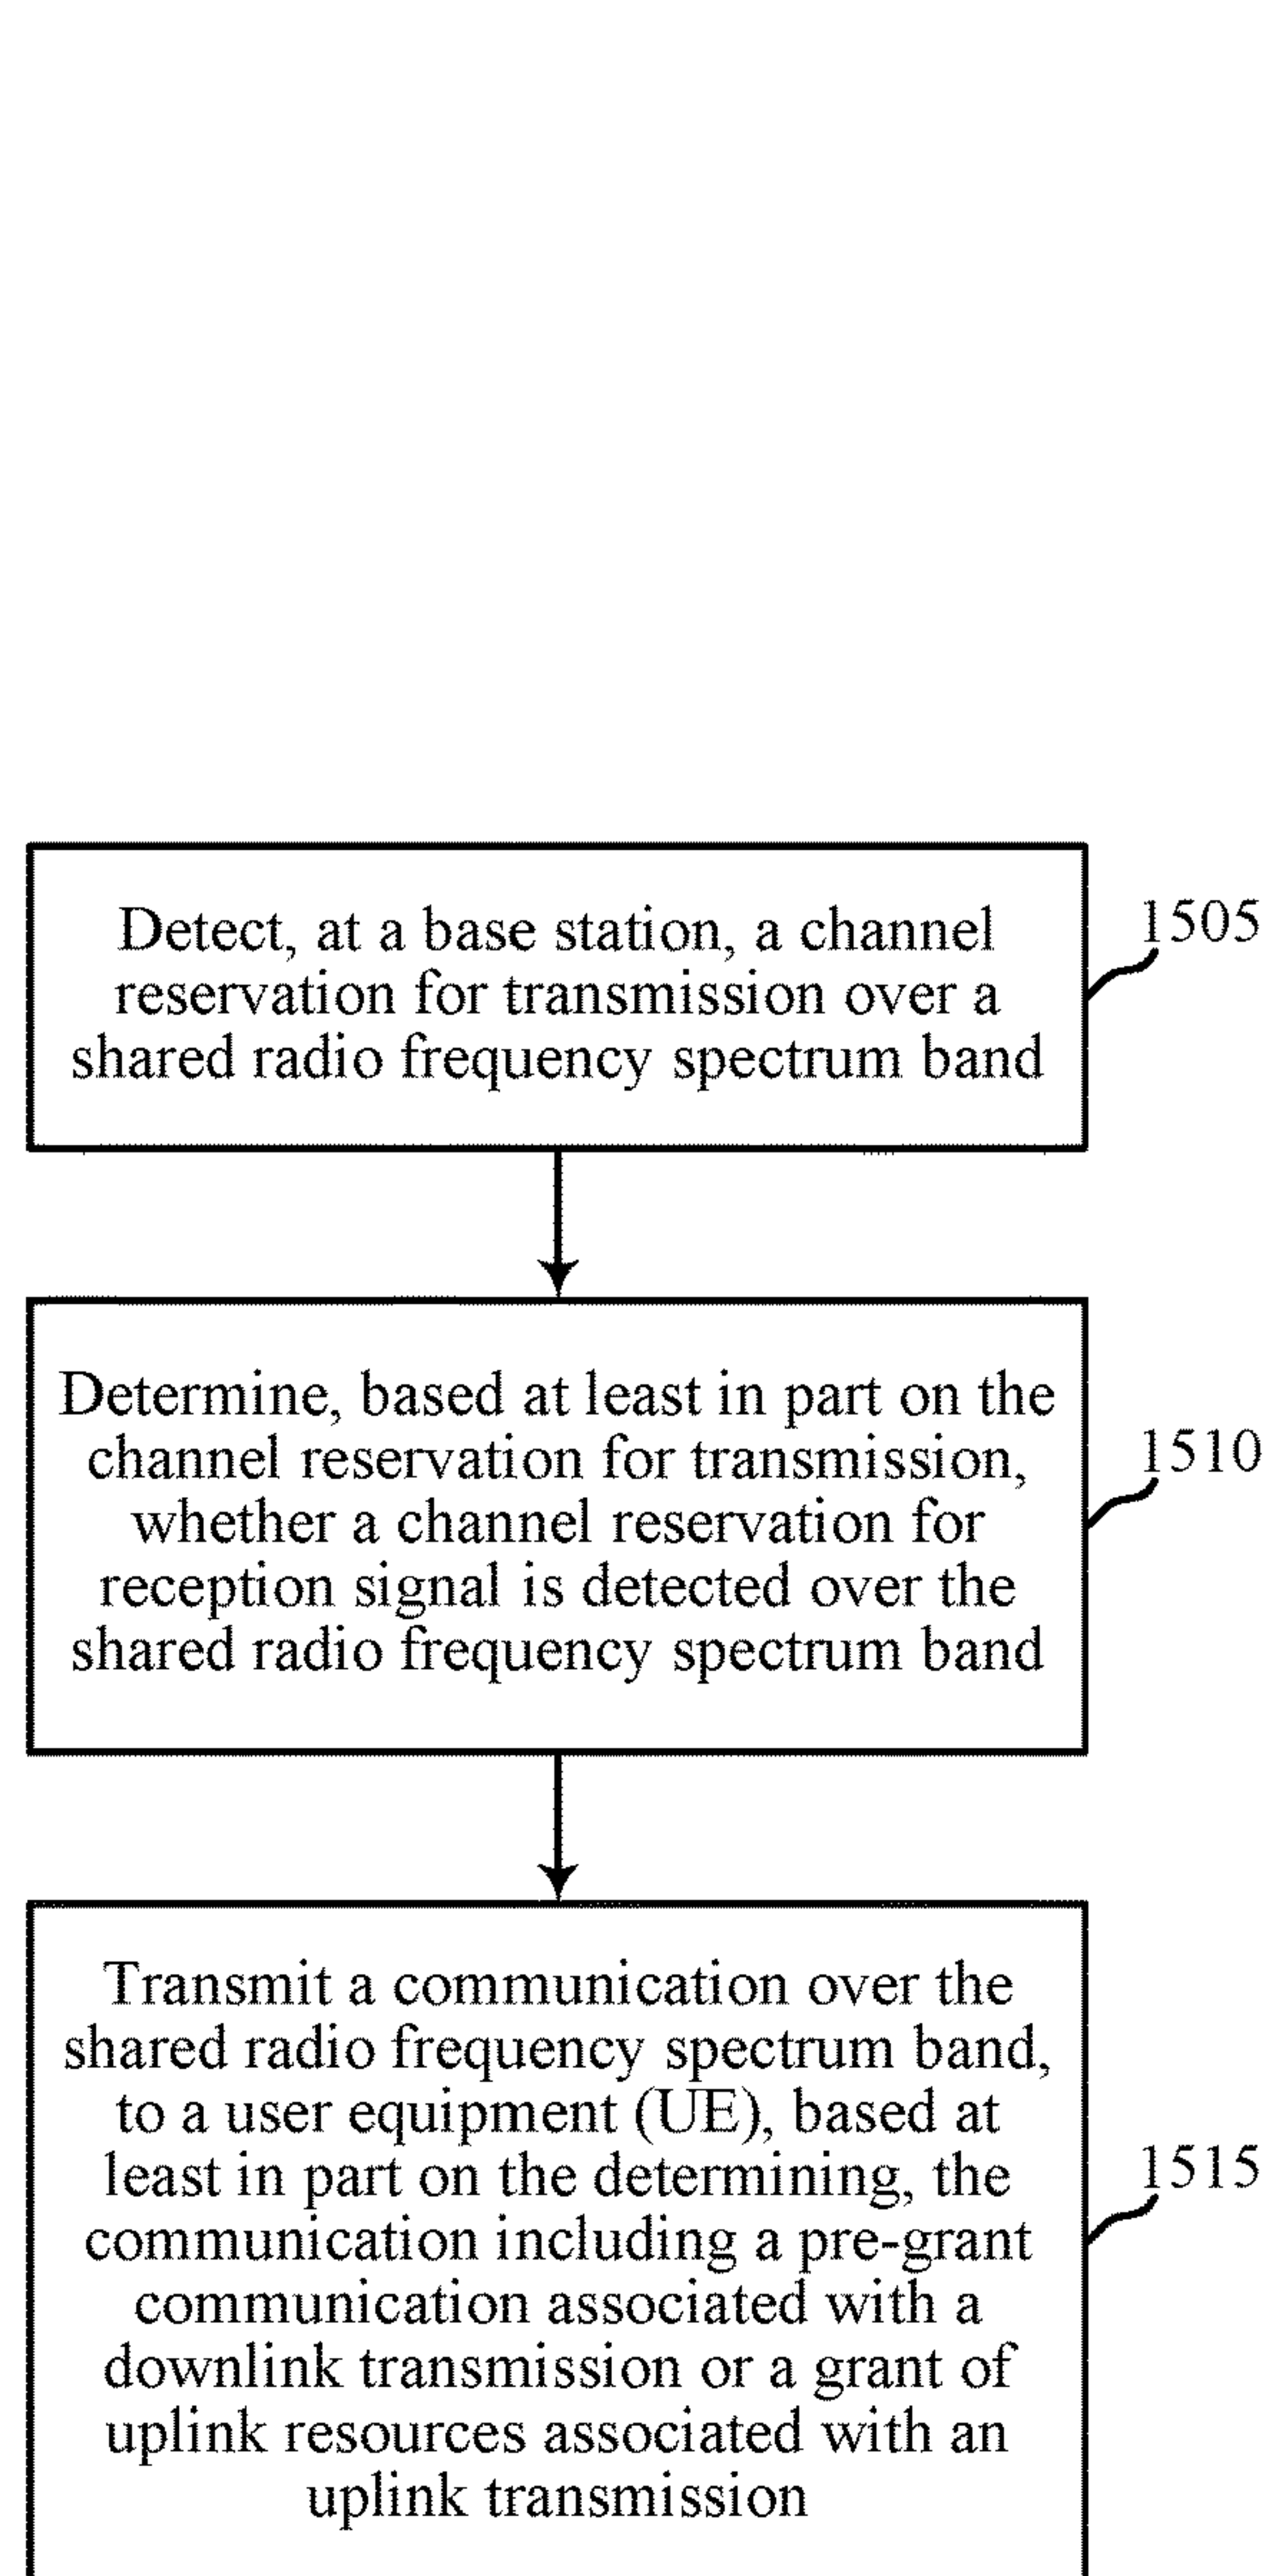 Detect, at a base station, a channel
reservation for transmission over a
shared radio frequency spectrum band
1505
Determine, based at least in part on the
channel reservation for transmission,
whether a channel reservation for
reception signal is detected over the
shared radio frequency spectrum band
1510
Transmit a communication over the
shared radio frequency spectrum band,
to a user equipment (UE), based at
least in part on the determining, the
communication including a pre-grant
communication associated with a
downlink transmission or a grant of
uplink resources associated with an
uplink transmission
1515